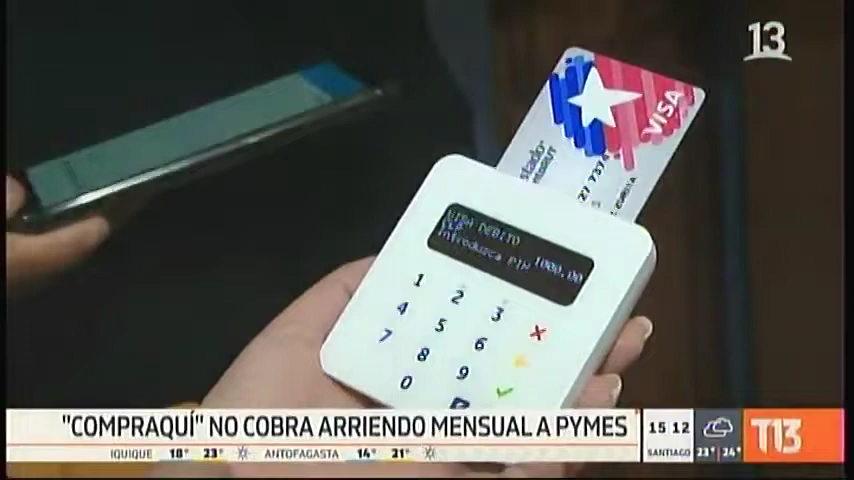 13
VISA
VISA DEBITO
1000,00
Introduzca PIN
1
2
3
4
5
6
7
8
9
0
"COMPRAQUÍ" NO COBRA ARRIENDO MENSUAL A PYMES
15 12
SANTIAGO
23° 24°
T13
IQUIQUE 18° 23° ANTOFAGASTA 14° 21°